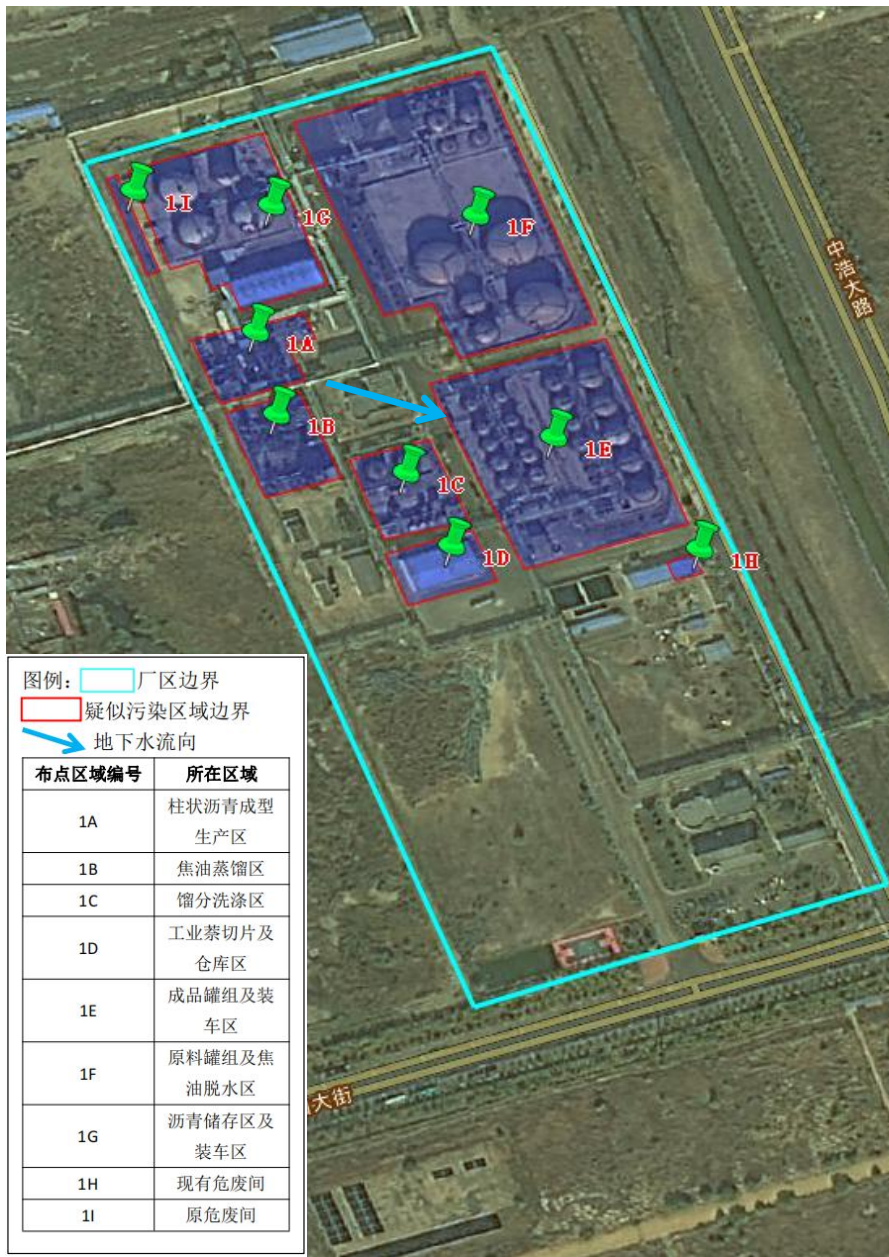 1I
1G
1F
中浩大路
1A
1B
1E
1C
1D
1H
图例：厂区边界
疑似污染区域边界
地下水流向
布点区域编号 所在区域
1A 柱状沥青成型
生产区
1B 焦油蒸馏区
1C 馏分洗涤区
1D 工业萘切片及
仓库区
1E 成品罐组及装
车区
1F 原料罐组及焦
油脱水区
1G 沥青储存区及
装车区
1H 现有危废间
1I 原危废间
大街